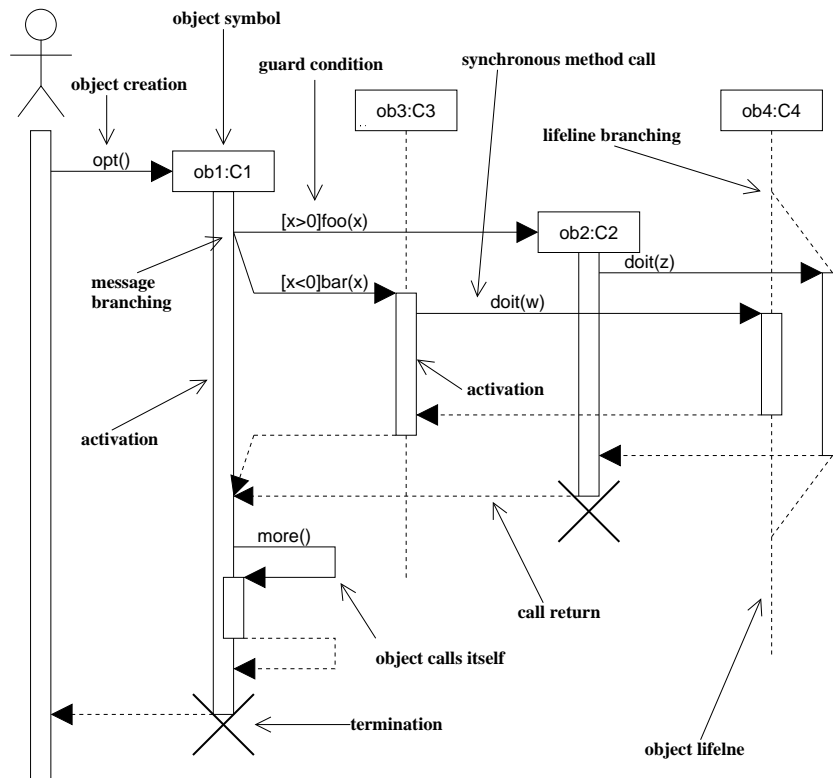 object symbol
guard condition
synchronous method call
object creation
ob3:C3
ob4:C4
lifeline branching
opt()
ob1:C1
[x>0]foo(x)
ob2:C2
doit(z)
message
branching
[x<0]bar(x)
doit(w)
activation
activation
more()
call return
object calls itself
termination
object lifelne